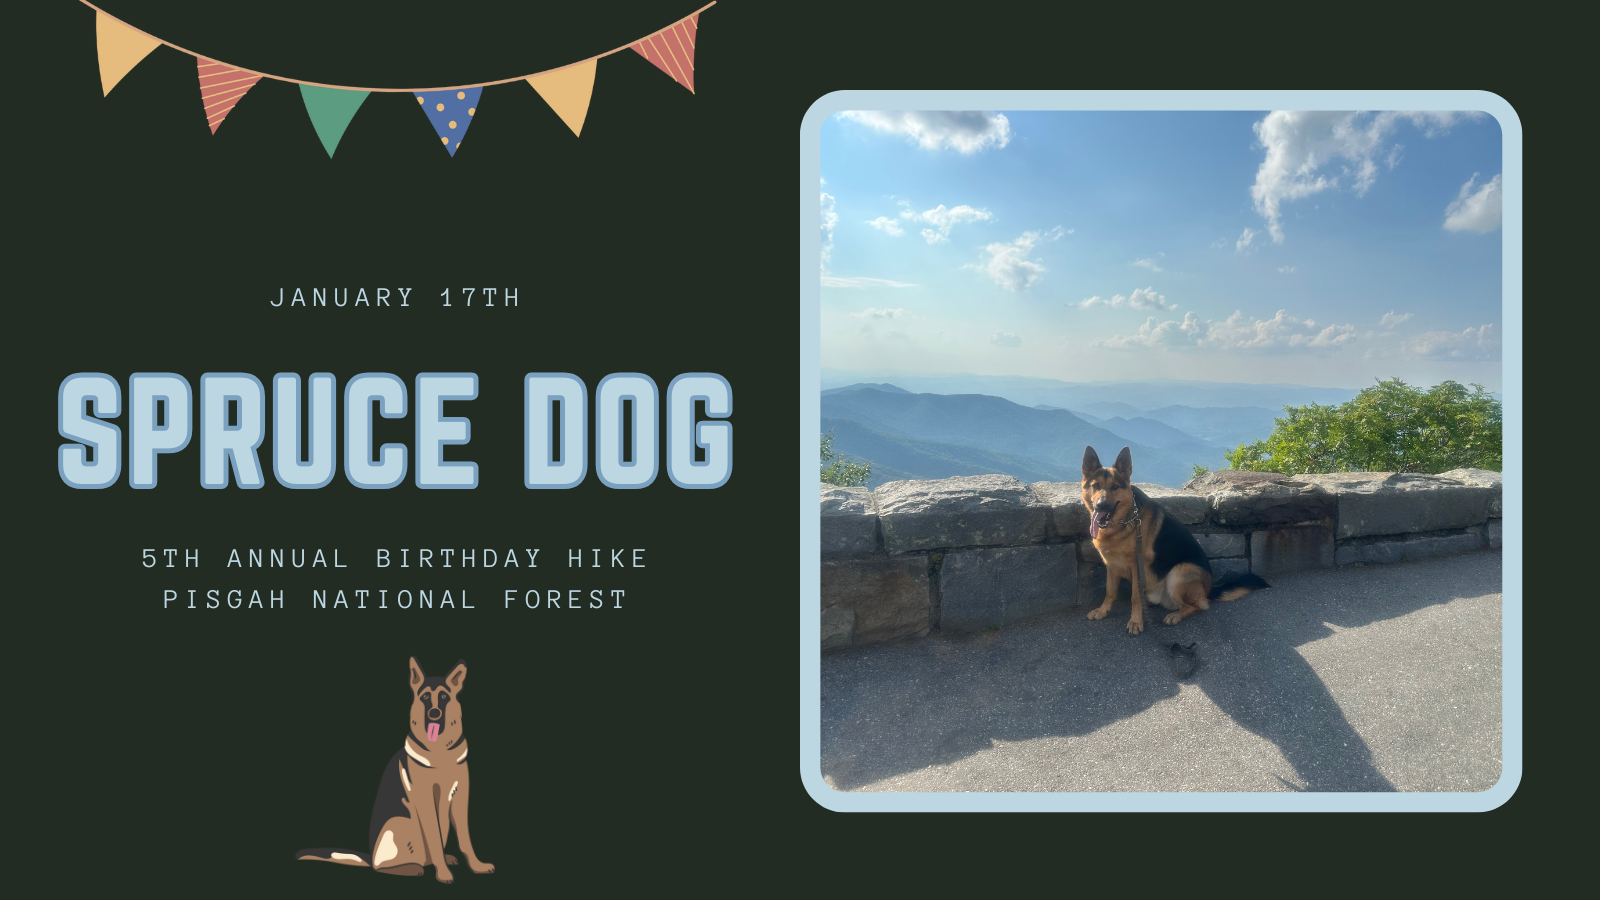 JANUARY 17TH
SPRUCE DOG
5TH ANNUAL BIRTHDAY HIKE
PISGAH NATIONAL FOREST